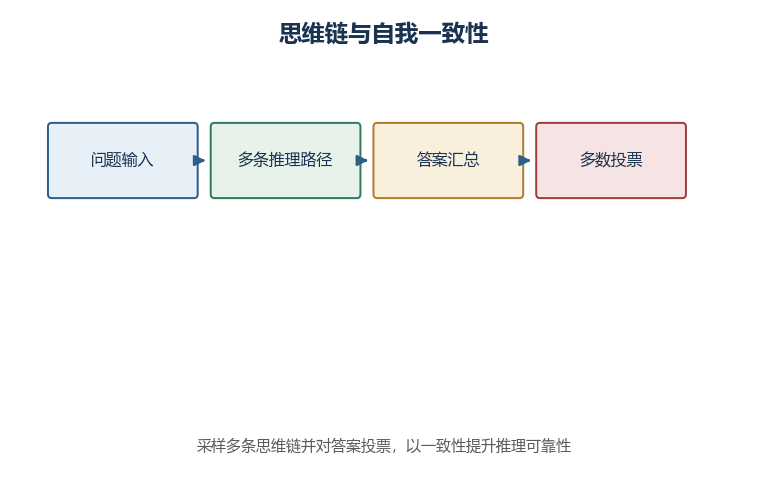 思维链与自我一致性
问题输入
多条推理路径
答案汇总
多数投票
采样多条思维链并对答案投票，以一致性提升推理可靠性